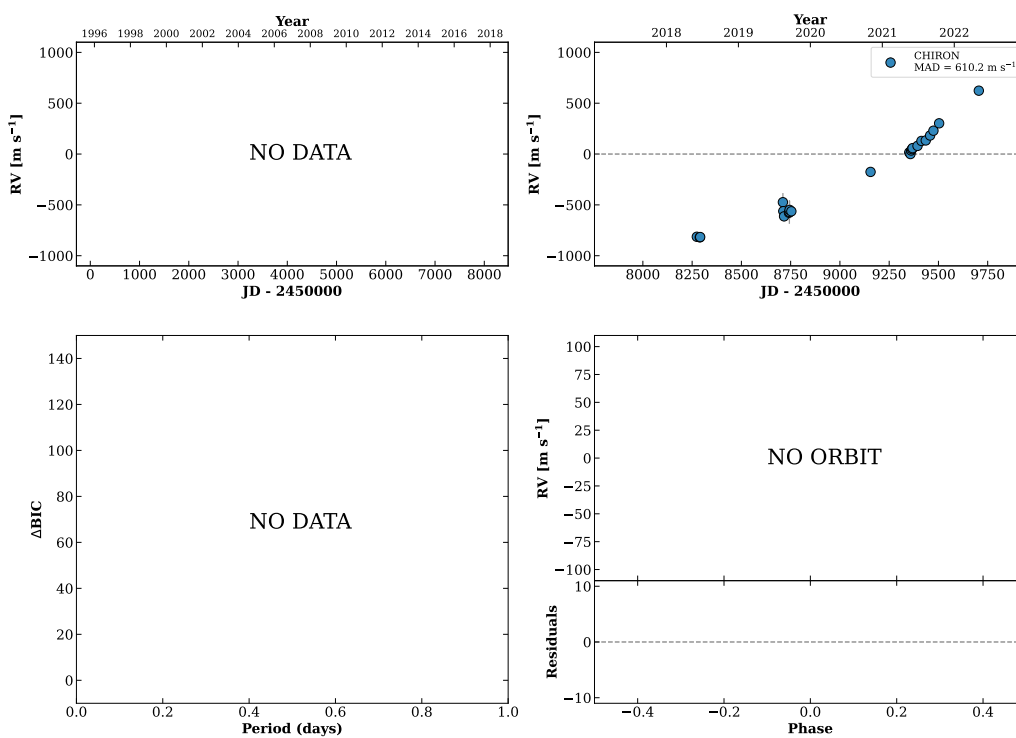 Year
1996 1998 2000 2002 2004 2006 2008 2010 2012 2014 2016 2018
1000
500
0
−500
−1000
RV [m s⁻¹]
NO DATA
0 1000 2000 3000 4000 5000 6000 7000 8000
JD - 2450000
Year
2018 2019 2020 2021 2022
CHIRON
MAD = 610.2 m s⁻¹
1000
500
0
−500
−1000
RV [m s⁻¹]
8000 8250 8500 8750 9000 9250 9500 9750
JD - 2450000
140
120
100
80
60
40
20
0
ΔBIC
NO DATA
0.0 0.2 0.4 0.6 0.8 1.0
Period (days)
100
75
50
25
0
−25
−50
−75
−100
RV [m s⁻¹]
NO ORBIT
10
0
−10
Residuals
−0.4 −0.2 0.0 0.2 0.4
Phase